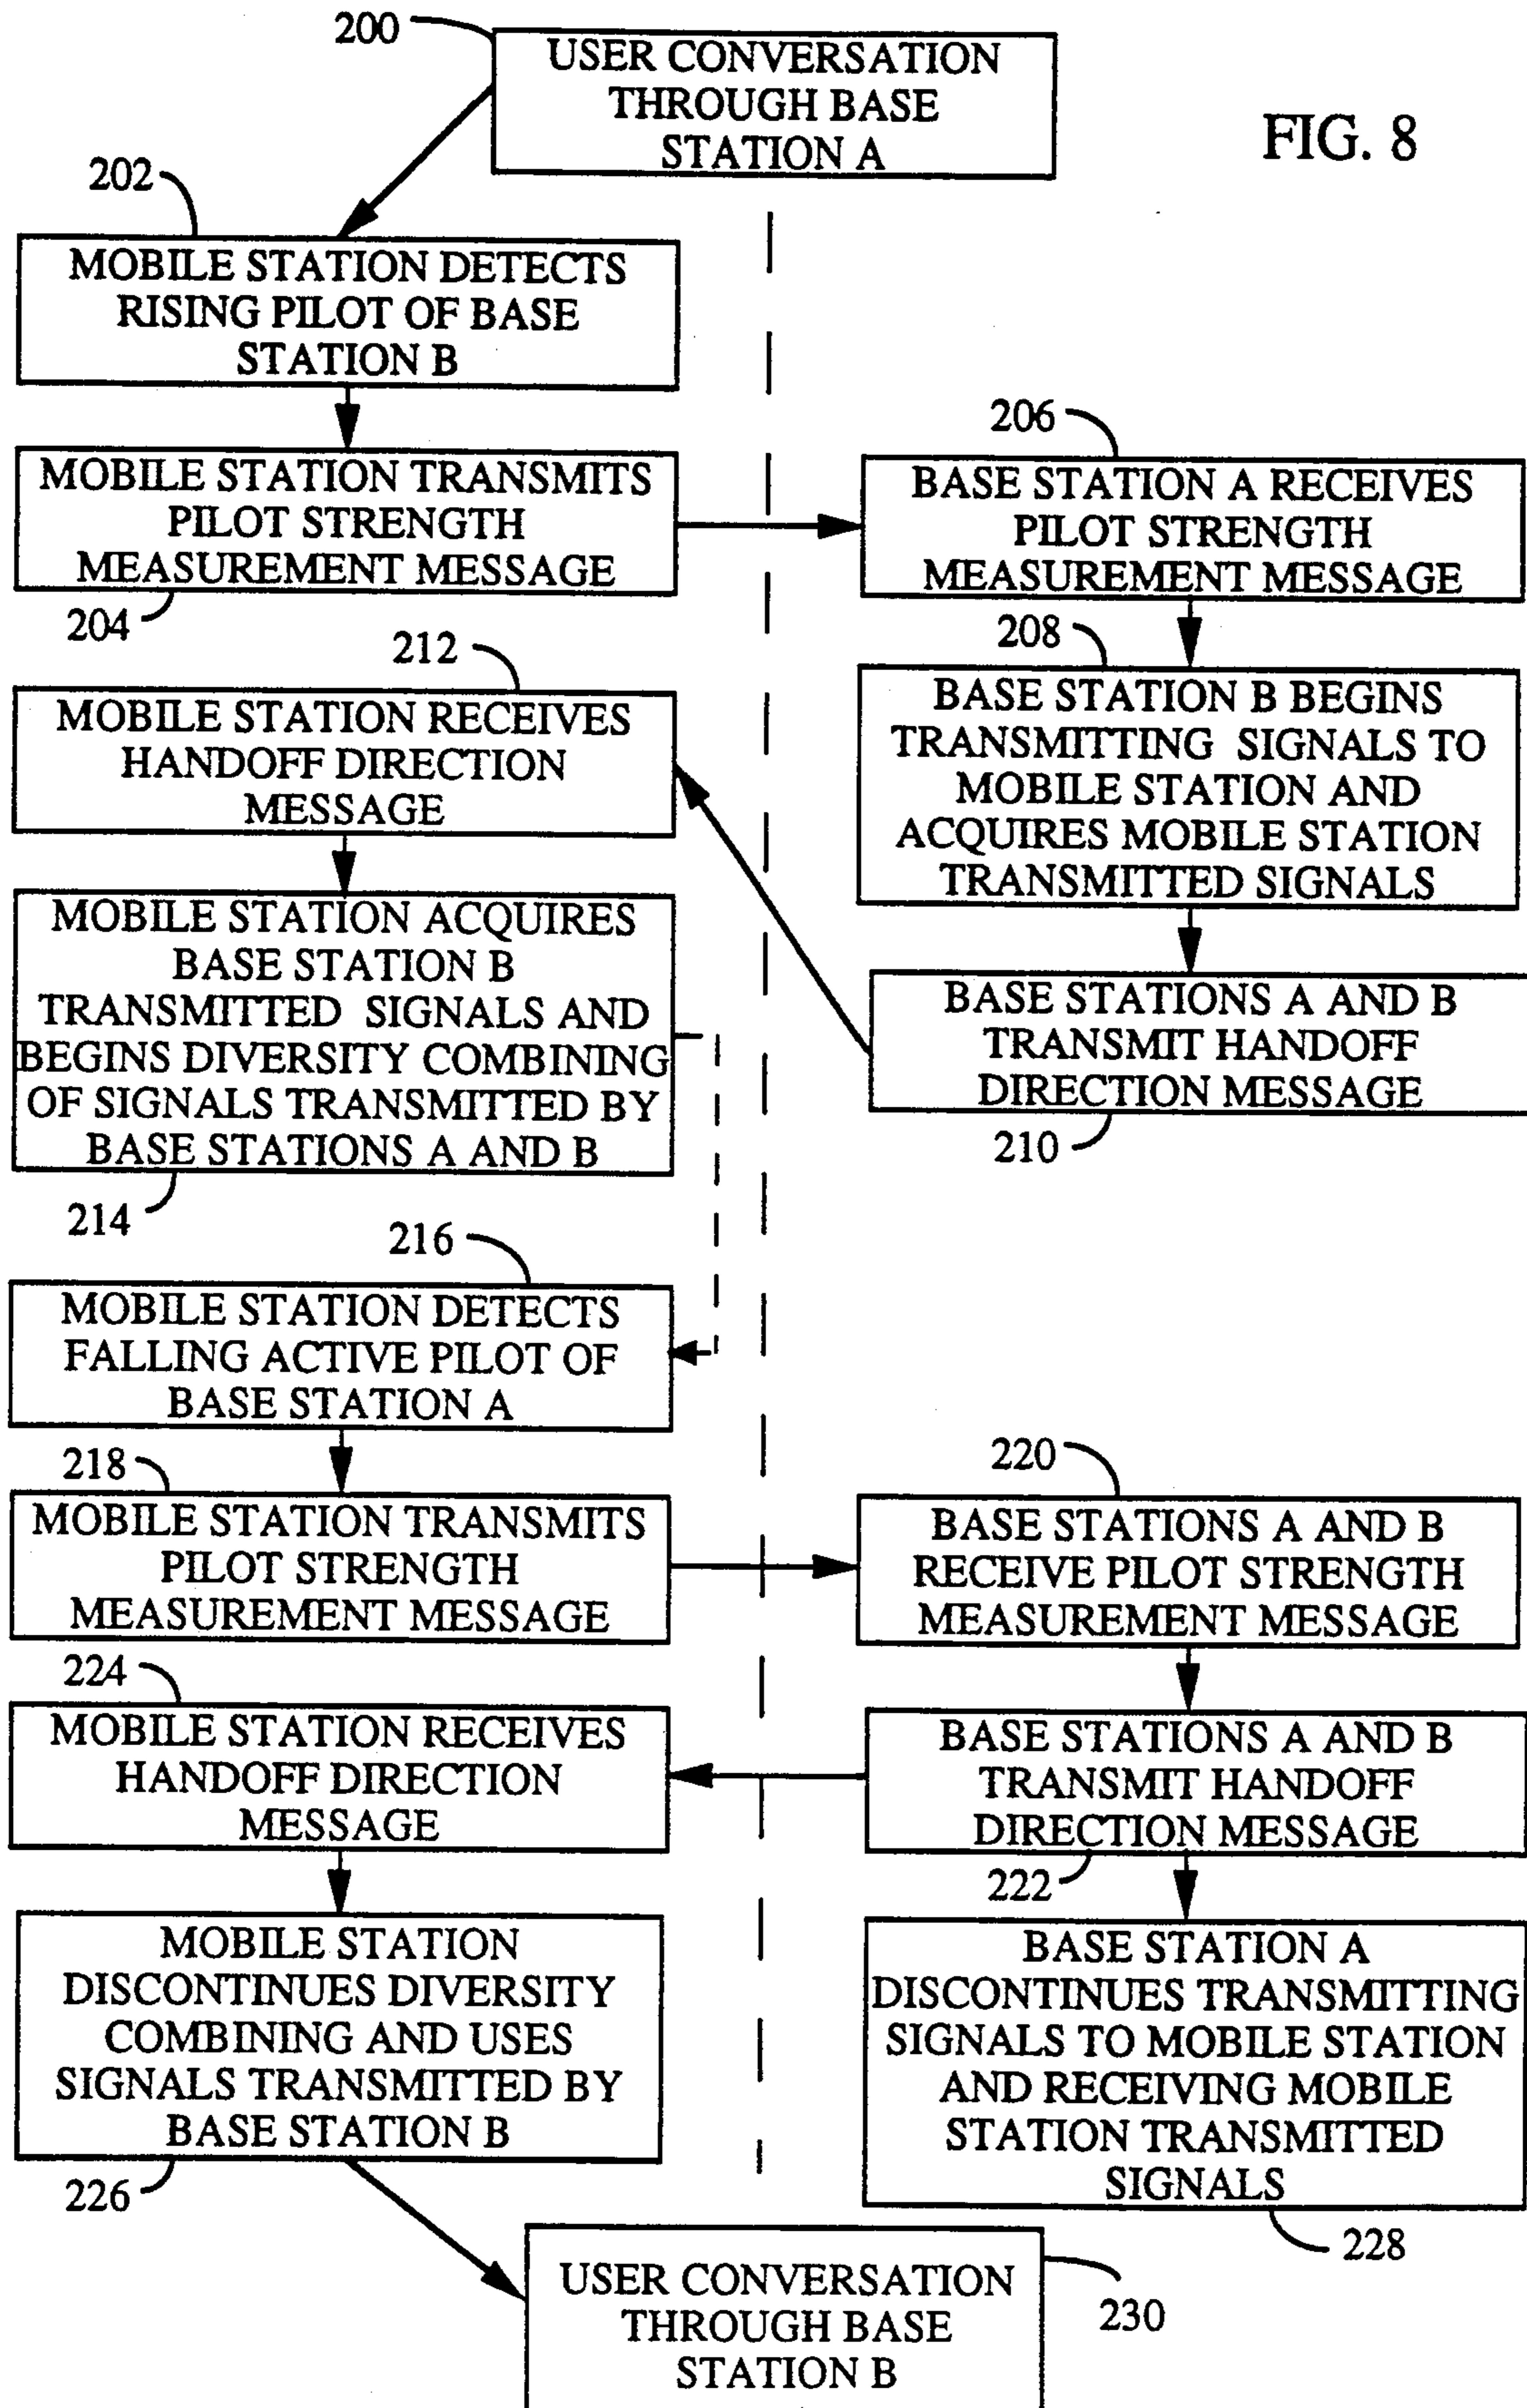 200
USER CONVERSATION
THROUGH BASE
STATION A
FIG. 8
202
MOBILE STATION DETECTS
RISING PILOT OF BASE
STATION B
MOBILE STATION TRANSMITS
PILOT STRENGTH
MEASUREMENT MESSAGE
204
206
BASE STATION A RECEIVES
PILOT STRENGTH
MEASUREMENT MESSAGE
208
BASE STATION B BEGINS
TRANSMITTING SIGNALS TO
MOBILE STATION AND
ACQUIRES MOBILE STATION
TRANSMITTED SIGNALS
BASE STATIONS A AND B
TRANSMIT HANDOFF
DIRECTION MESSAGE
210
212
MOBILE STATION RECEIVES
HANDOFF DIRECTION
MESSAGE
MOBILE STATION ACQUIRES
BASE STATION B
TRANSMITTED SIGNALS AND
BEGINS DIVERSITY COMBINING
OF SIGNALS TRANSMITTED BY
BASE STATIONS A AND B
214
216
MOBILE STATION DETECTS
FALLING ACTIVE PILOT OF
BASE STATION A
218
MOBILE STATION TRANSMITS
PILOT STRENGTH
MEASUREMENT MESSAGE
220
BASE STATIONS A AND B
RECEIVE PILOT STRENGTH
MEASUREMENT MESSAGE
BASE STATIONS A AND B
TRANSMIT HANDOFF
DIRECTION MESSAGE
222
224
MOBILE STATION RECEIVES
HANDOFF DIRECTION
MESSAGE
MOBILE STATION
DISCONTINUES DIVERSITY
COMBINING AND USES
SIGNALS TRANSMITTED BY
BASE STATION B
226
BASE STATION A
DISCONTINUES TRANSMITTING
SIGNALS TO MOBILE STATION
AND RECEIVING MOBILE
STATION TRANSMITTED
SIGNALS
228
USER CONVERSATION
THROUGH BASE
STATION B
230